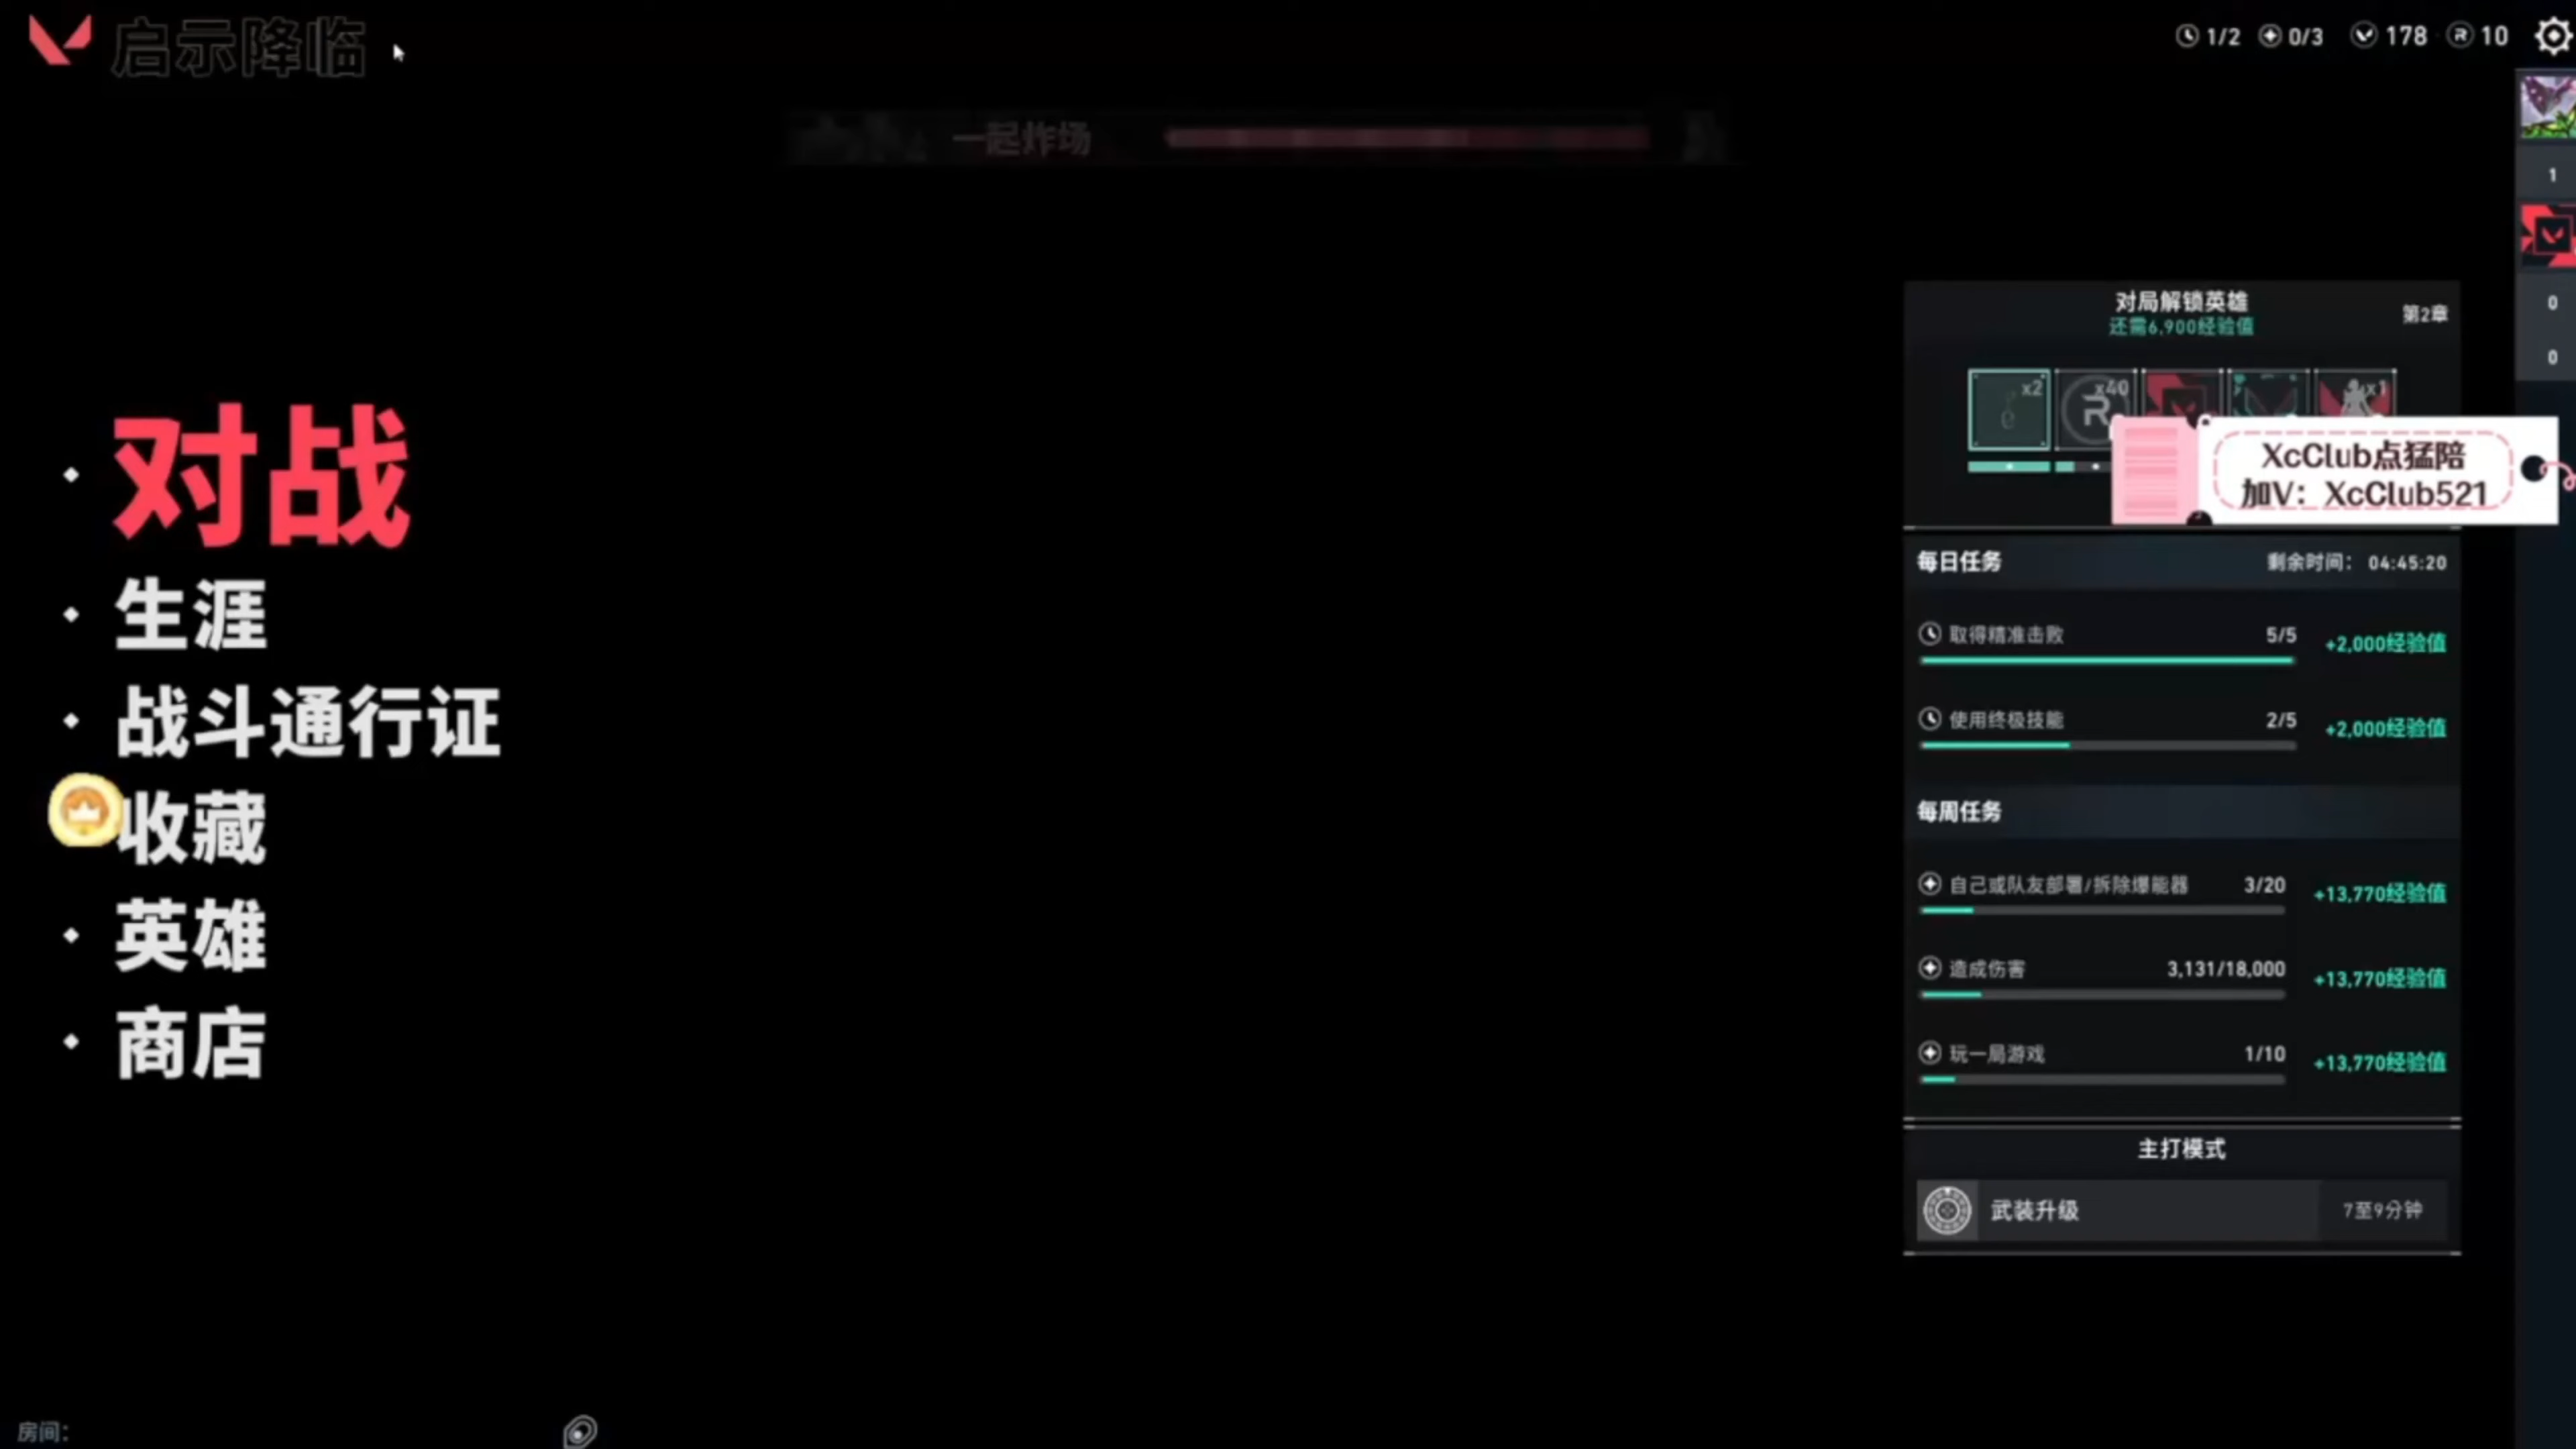 启示降临
1/2 0/3 178 10
一起炸场
1
0
0
对战
生涯
战斗通行证
收藏
英雄
商店
对局解锁英雄
还需6,900经验值
第2章
x2
x40
x1
XcClub点猛陪
加V：XcClub521
每日任务
剩余时间： 04:45:20
取得精准击败 5/5 +2,000经验值
使用终极技能 2/5 +2,000经验值
每周任务
自己或队友部署/拆除爆能器 3/20 +13,770经验值
造成伤害 3,131/18,000 +13,770经验值
玩一局游戏 1/10 +13,770经验值
主打模式
武装升级 7至9分钟
房间：